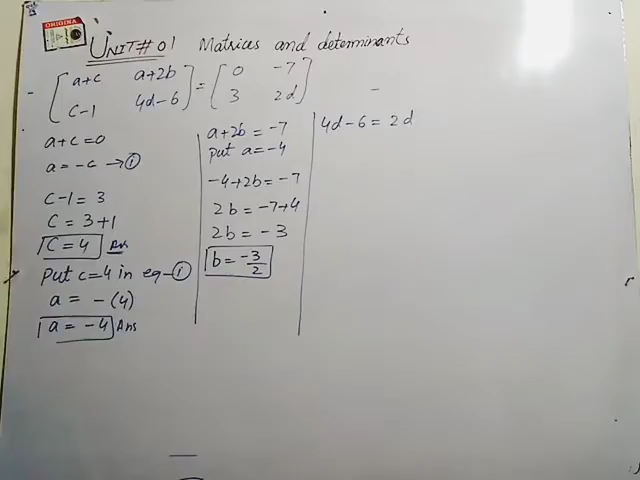 ORIGINAL
UNIT # 01 Matrices and determinants
[a+c a+2b] = [0 -7]
[c-1 4d-6] [3 2d]
a+c=0
a=-c → ①
c-1=3
C=3+1
C=4 Ans
Put c=4 in eq-①
a = -(4)
a = -4 Ans
a+2b=-7
put a=-4
-4+2b=-7
2b=-7+4
2b=-3
b=-3/2
4d-6=2d